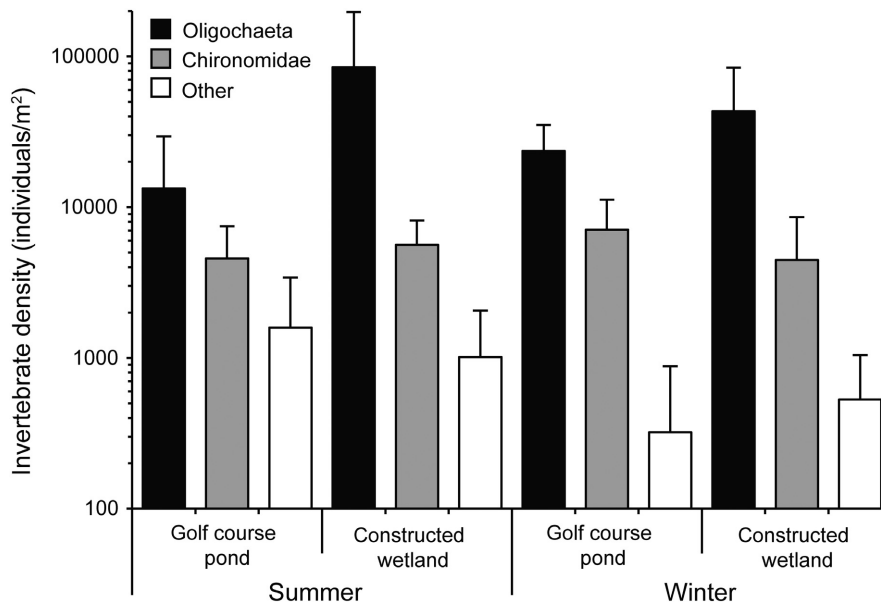 Oligochaeta
Chironomidae
Other
Invertebrate density (individuals/m²)
100000
10000
1000
100
Golf course
pond
Constructed
wetland
Golf course
pond
Constructed
wetland
Summer
Winter